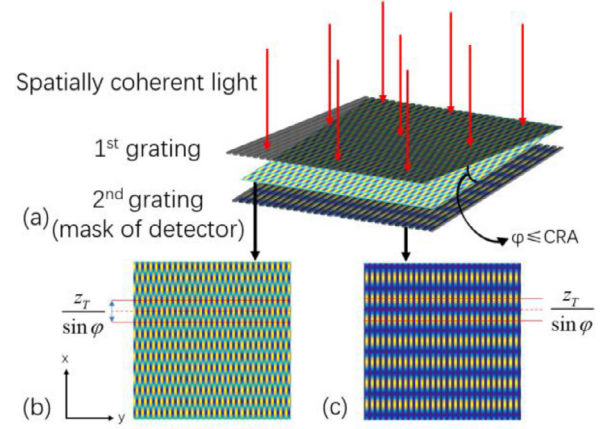 Spatially coherent light
1st grating
2nd grating
(mask of detector)
(a)
φ≤CRA
z_T
sin φ
z_T
sin φ
x
y
(b)
(c)